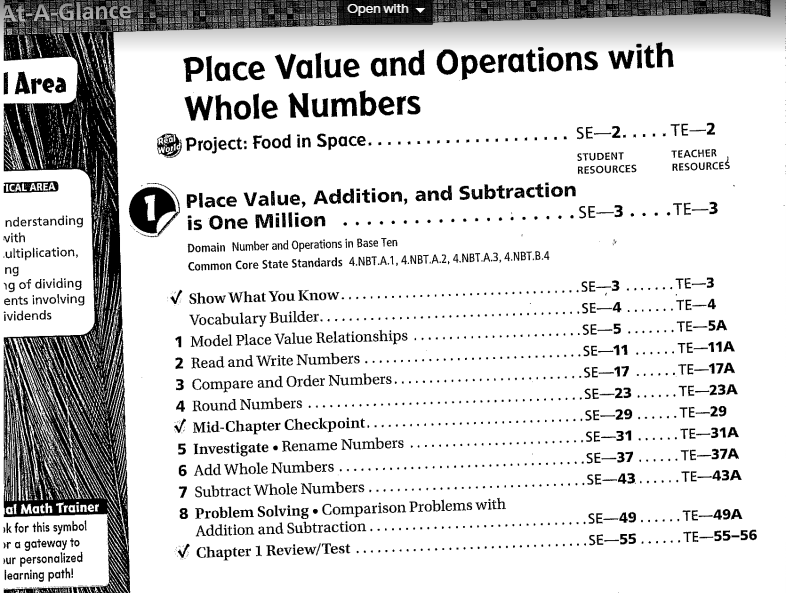 At-A-Glance
Open with
l Area
TICAL AREA
nderstanding
with
ultiplication,
ng
ng of dividing
ents involving
ividends
al Math Trainer
ok for this symbol
or a gateway to
our personalized
learning path!
Place Value and Operations with
Whole Numbers
Real World
Project: Food in Space. . . . . . . . . . . . . . . . . . . . . SE—2. . . . . TE—2
STUDENT RESOURCES
TEACHER RESOURCES
1 Place Value, Addition, and Subtraction
is One Million . . . . . . . . . . . . . . . . . . . . . . . SE—3 . . . . TE—3
Domain Number and Operations in Base Ten
Common Core State Standards 4.NBT.A.1, 4.NBT.A.2, 4.NBT.A.3, 4.NBT.B.4
✓ Show What You Know. . . . . . . . . . . . . . . . . . . . SE—3 . . . . . . . TE—3
Vocabulary Builder. . . . . . . . . . . . . . . . . . . . SE—4 . . . . . . . TE—4
1 Model Place Value Relationships . . . . . . . . . . . . . . . SE—5 . . . . . . . TE—5A
2 Read and Write Numbers . . . . . . . . . . . . . . . . . . . . SE—11 . . . . . . TE—11A
3 Compare and Order Numbers. . . . . . . . . . . . . . . . SE—17 . . . . . . TE—17A
4 Round Numbers . . . . . . . . . . . . . . . . . . . . SE—23 . . . . . . TE—23A
✓ Mid-Chapter Checkpoint. . . . . . . . . . . . . . . . . . . . SE—29 . . . . . . TE—29
5 Investigate • Rename Numbers . . . . . . . . . . . . . . . SE—31 . . . . . . TE—31A
6 Add Whole Numbers . . . . . . . . . . . . . . . . . . . . SE—37 . . . . . . TE—37A
7 Subtract Whole Numbers . . . . . . . . . . . . . . . . . . . . SE—43 . . . . . . TE—43A
8 Problem Solving • Comparison Problems with
Addition and Subtraction . . . . . . . . . . . . . . . . . . . . SE—49 . . . . . . TE—49A
✓ Chapter 1 Review/Test . . . . . . . . . . . . . . . . . . . . SE—55 . . . . . . TE—55–56